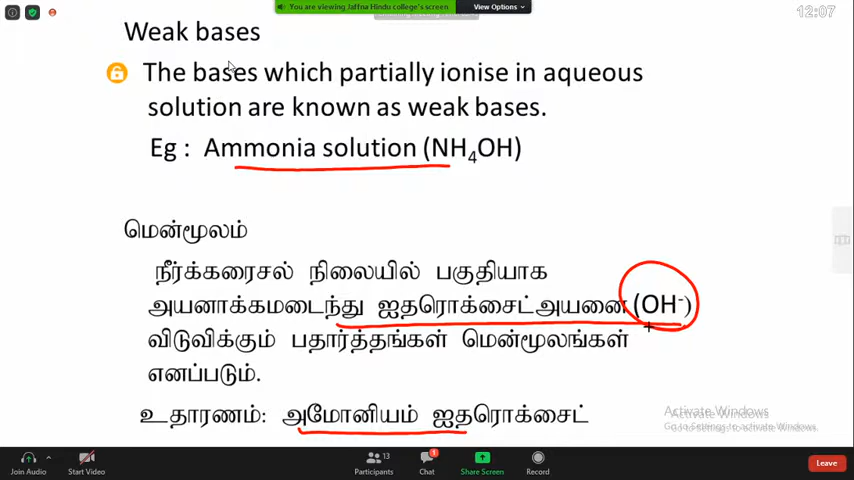 You are viewing Jaffna Hindu college's screen
View Options
12:07
Weak bases
The bases which partially ionise in aqueous
solution are known as weak bases.
Eg : Ammonia solution (NH₄OH)
மென்மூலம்
நீர்க்கரைசல் நிலையில் பகுதியாக
அயனாக்கமடைந்து ஐதரொக்சைட்அயனை (OH⁻)
விடுவிக்கும் பதார்த்தங்கள் மென்மூலங்கள்
எனப்படும்.
உதாரணம்: அமோனியம் ஐதரொக்சைட்
Activate Windows
Go to Settings to activate Windows.
13
1
Join Audio
Start Video
Participants
Chat
Share Screen
Record
Leave